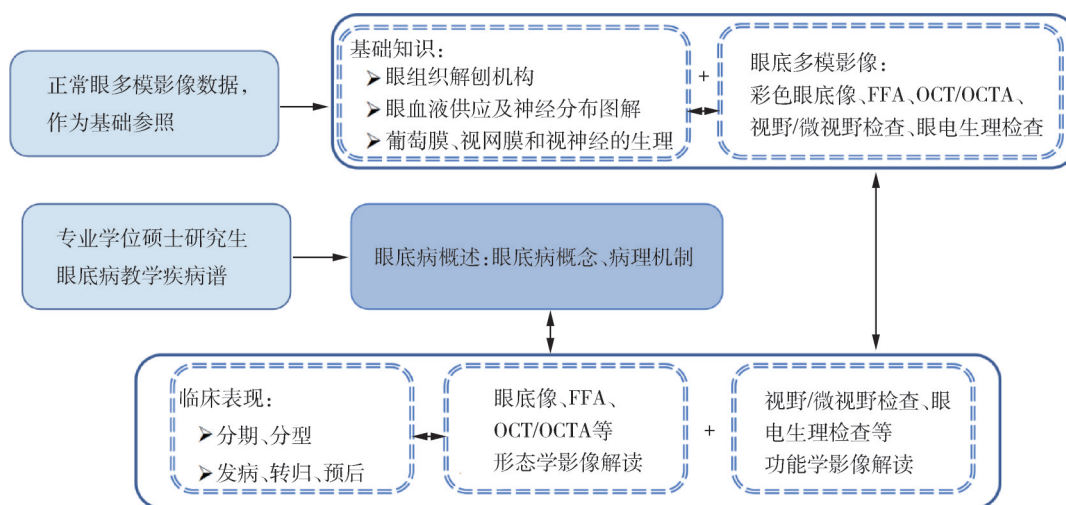 正常眼多模影像数据，
作为基础参照
基础知识：
➤眼组织解刨机构
➤眼血液供应及神经分布图解
➤葡萄膜、视网膜和视神经的生理
+
眼底多模影像：
彩色眼底像、FFA、OCT/OCTA、
视野/微视野检查、眼电生理检查
专业学位硕士研究生
眼底病教学疾病谱
眼底病概述：眼底病概念、病理机制
临床表现：
➤分期、分型
➤发病、转归、预后
眼底像、FFA、
OCT/OCTA等
形态学影像解读
+
视野/微视野检查、眼
电生理检查等
功能学影像解读